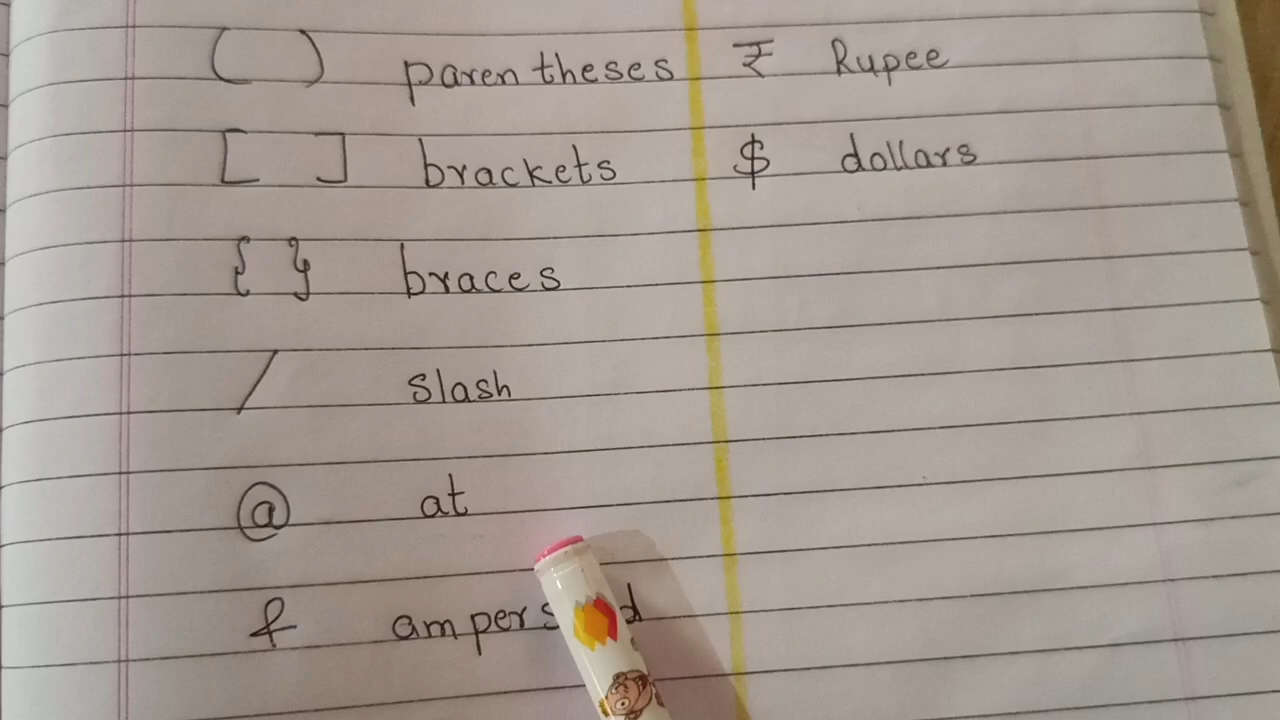 ( ) parentheses ₹ Rupee
[ ] brackets $ dollars
{ } braces
/ slash
@ at
&